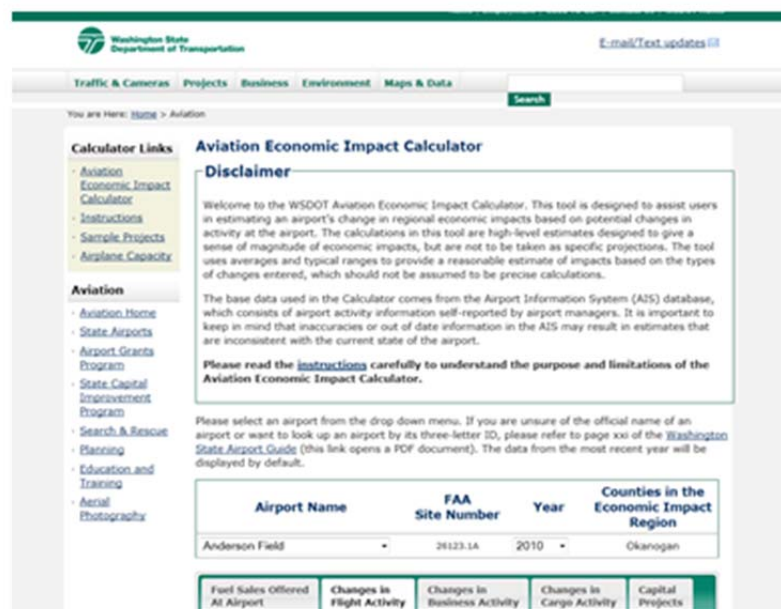 Washington State
Department of Transportation
E-mail/Text updates
Traffic & Cameras Projects Business Environment Maps & Data
Search
You are Here: Home > Aviation
Calculator Links
Aviation
Economic Impact
Calculator
Instructions
Sample Projects
Airplane Capacity
Aviation
Aviation Home
State Airports
Airport Grants
Program
State Capital
Improvement
Program
Search & Rescue
Planning
Education and
Training
Aerial
Photography
Aviation Economic Impact Calculator
Disclaimer
Welcome to the WSDOT Aviation Economic Impact Calculator. This tool is designed to assist users
in estimating an airport's change in regional economic impacts based on potential changes in
activity at the airport. The calculations in this tool are high-level estimates designed to give a
sense of magnitude of economic impacts, but are not to be taken as specific projections. The tool
uses averages and typical ranges to provide a reasonable estimate of impacts based on the types
of changes entered, which should not be assumed to be precise calculations.
The base data used in the Calculator comes from the Airport Information System (AIS) database,
which consists of airport activity information self-reported by airport managers. It is important to
keep in mind that inaccuracies or out of date information in the AIS may result in estimates that
are inconsistent with the current state of the airport.
Please read the instructions carefully to understand the purpose and limitations of the
Aviation Economic Impact Calculator.
Please select an airport from the drop down menu. If you are unsure of the official name of an
airport or want to look up an airport by its three-letter ID, please refer to page xxi of the Washington
State Airport Guide (this link opens a PDF document). The data from the most recent year will be
displayed by default.
Airport Name
FAA
Site Number
Year
Counties in the
Economic Impact
Region
Anderson Field 26123.1A 2010 Okanogan
Fuel Sales Offered
At Airport
Changes in
Flight Activity
Changes in
Business Activity
Changes in
Cargo Activity
Capital
Projects